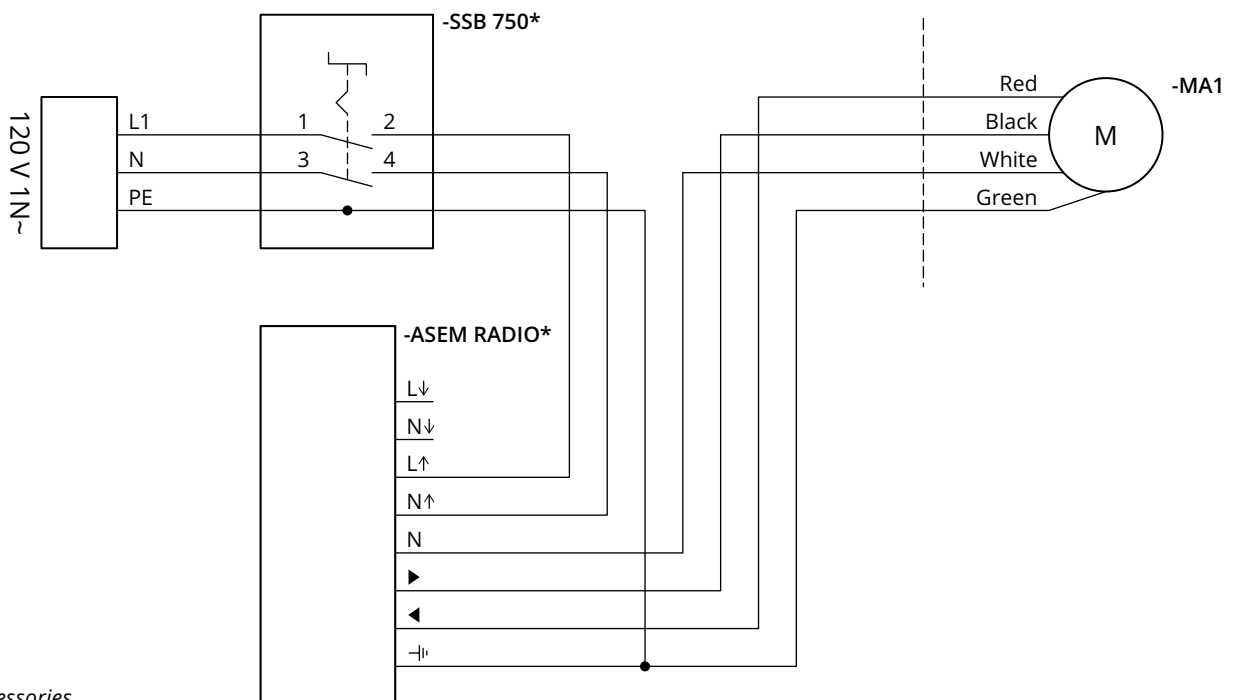 -SSB 750*
120 V 1N~
L1
1
2
N
3
4
PE
Red
-MA1
Black
M
White
Green
-ASEM RADIO*
L↓
N↓
L↑
N↑
N
▶
◀